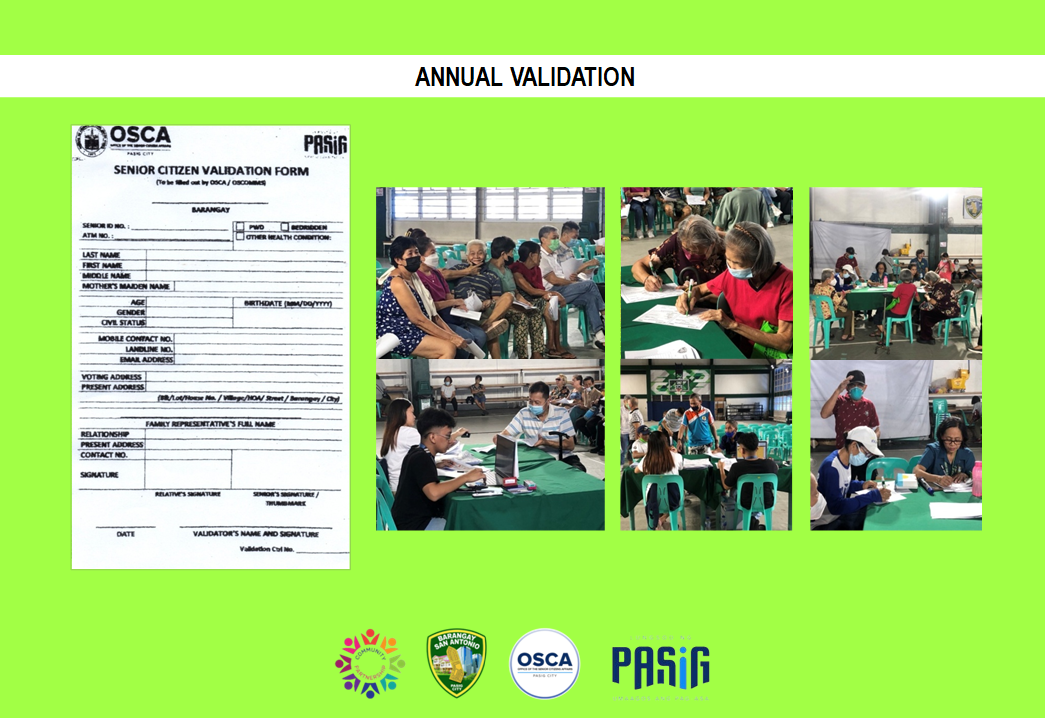 ANNUAL VALIDATION
OSCA
OFFICE OF THE SENIOR CITIZENS AFFAIRS
PASIG CITY
PASIG
SENIOR CITIZEN VALIDATION FORM
(To be filled out by OSCA / OSCOMMS)
BARANGAY
SENIOR ID NO. :
PWD
BEDRIDDEN
ATM NO. :
OTHER HEALTH CONDITION:
LAST NAME
FIRST NAME
MIDDLE NAME
MOTHER'S MAIDEN NAME
AGE
BIRTHDATE (MM/DD/YYYY)
GENDER
CIVIL STATUS
MOBILE CONTACT NO.
LANDLINE NO.
EMAIL ADDRESS
VOTING ADDRESS
PRESENT ADDRESS
(Blk/Lot/House No. / Village/HOA/ Street / Barangay / City)
FAMILY REPRESENTATIVE'S FULL NAME
RELATIONSHIP
PRESENT ADDRESS
CONTACT NO.
SIGNATURE
RELATIVE'S SIGNATURE
SENIOR'S SIGNATURE /
THUMBMARK
DATE
VALIDATOR'S NAME AND SIGNATURE
Validation Ctrl No.
COMMUNITY
PARTNERSHIP
BARANGAY
SAN ANTONIO
PASIG
CITY
OSCA
OFFICE OF THE SENIOR CITIZENS AFFAIRS
PASIG CITY
PASIG